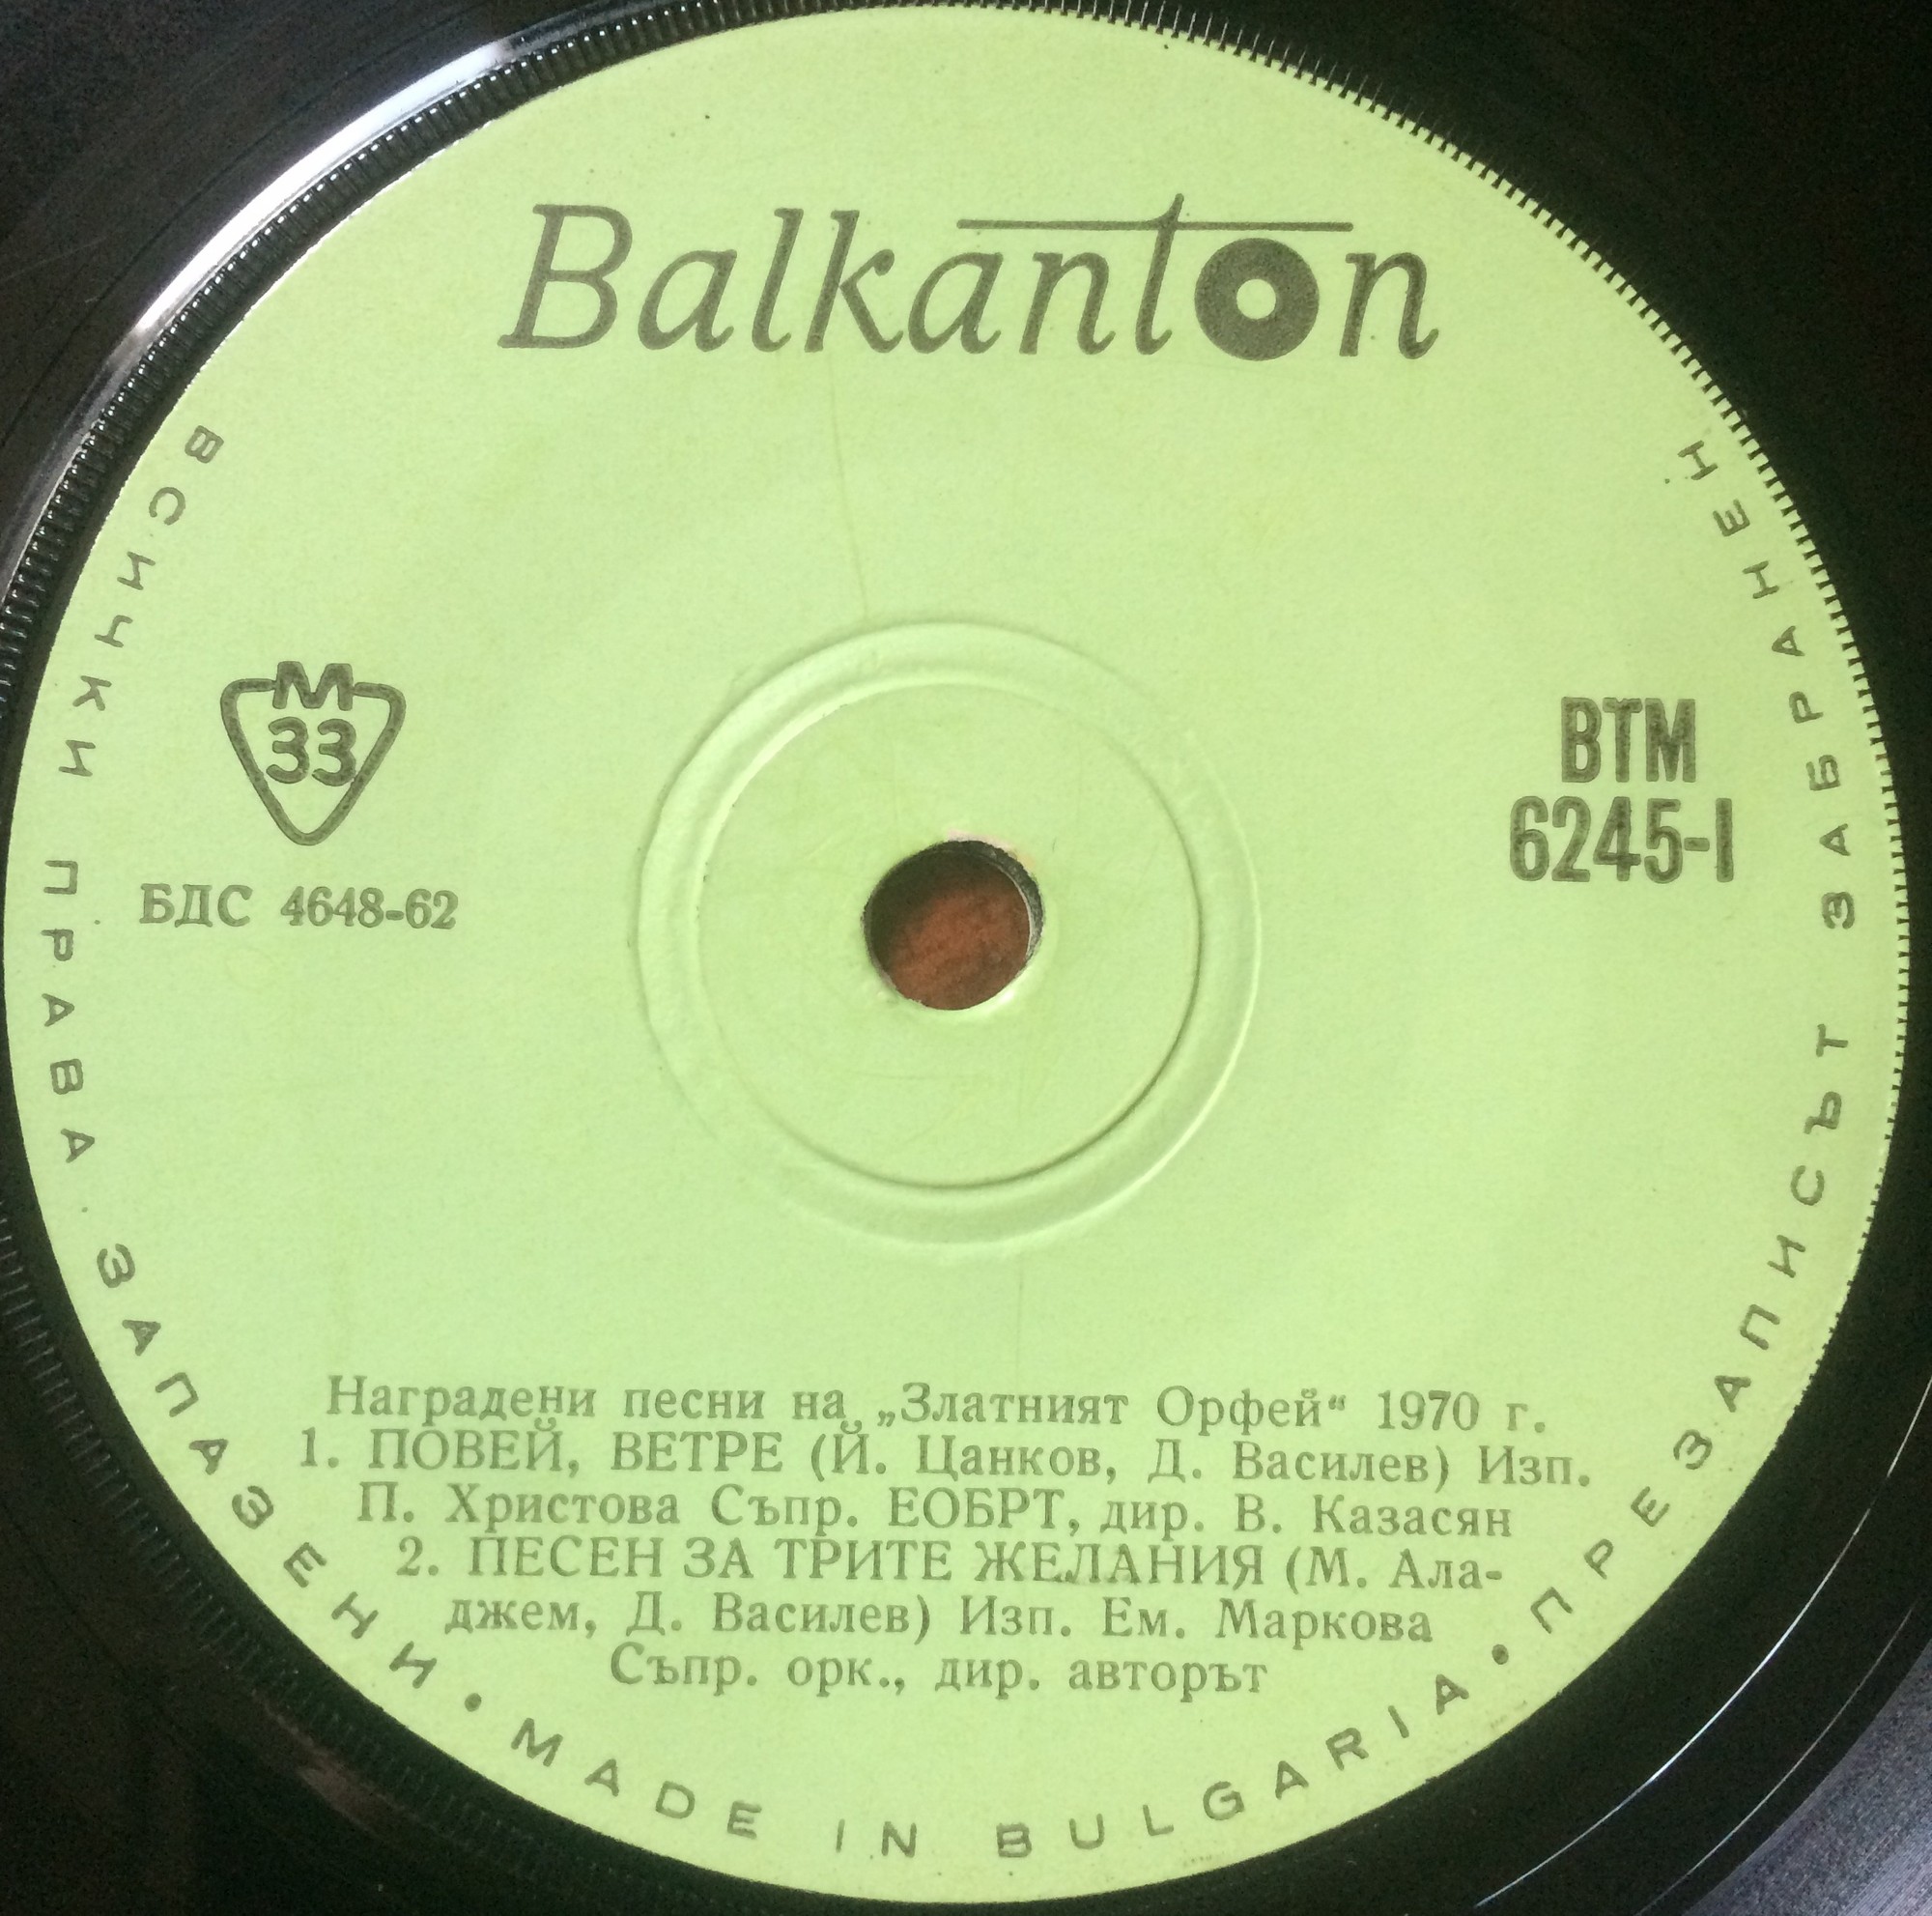 Balkanton
М
33
БДС 4648-62
ВТМ
6245-I
Наградени песни на „Златният Орфей“ 1970 г.
1. ПОВЕЙ, ВЕТРЕ (Й. Цанков, Д. Василев) Изп.
П. Христова Съпр. ЕОБРТ, дир. В. Казасян
2. ПЕСЕН ЗА ТРИТЕ ЖЕЛАНИЯ (М. Ала-
джем, Д. Василев) Изп. Ем. Маркова
Съпр. орк., дир. авторът
ВСИЧКИ ПРАВА ЗАПАЗЕНИ • MADE IN BULGARIA • ПРЕЗАПИСЪТ ЗАБРАНЕН